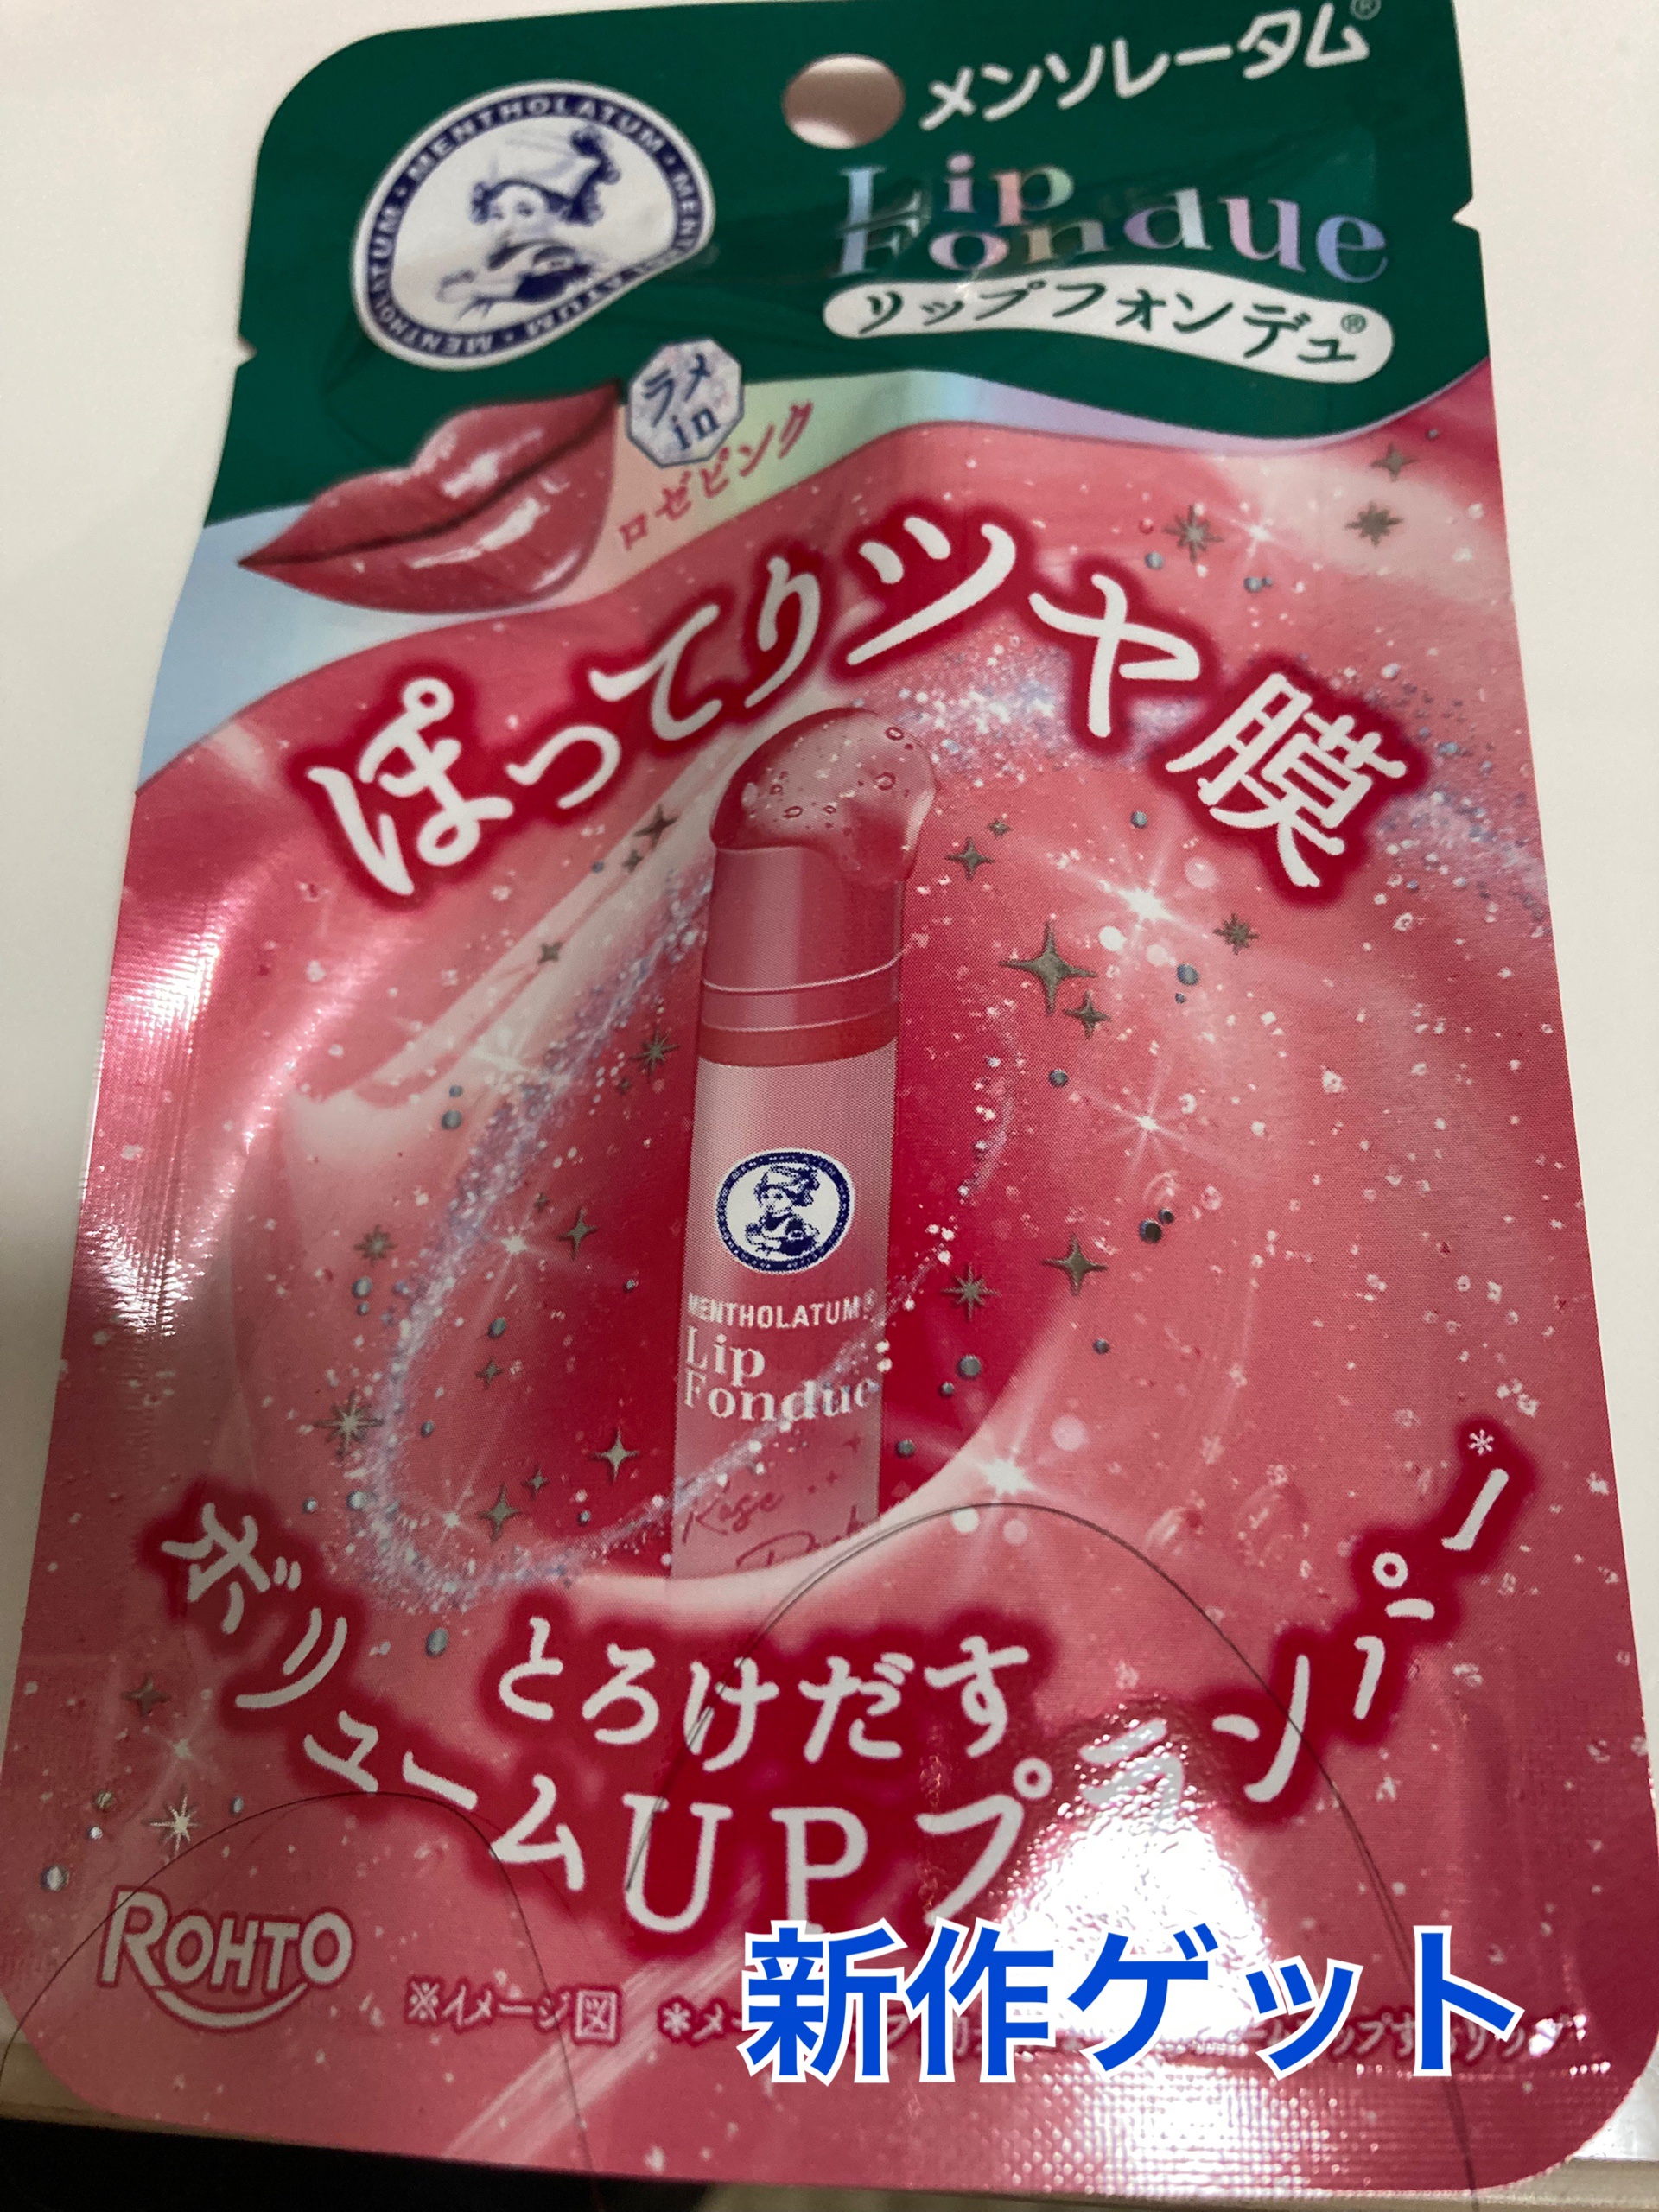 メンソレータム®
MENTHOLATUM・MENTHOLATUM・MENTHOLATUM
Lip
Fondue
リップフォンデュ®
ラメ
in
ロゼピンク
ぽってりツヤ膜
MENTHOLATUM®
Lip
Fondue
Rose
とろけだす
ボリュームUPプランパー*
ROHTO
※イメージ図
新作ゲット